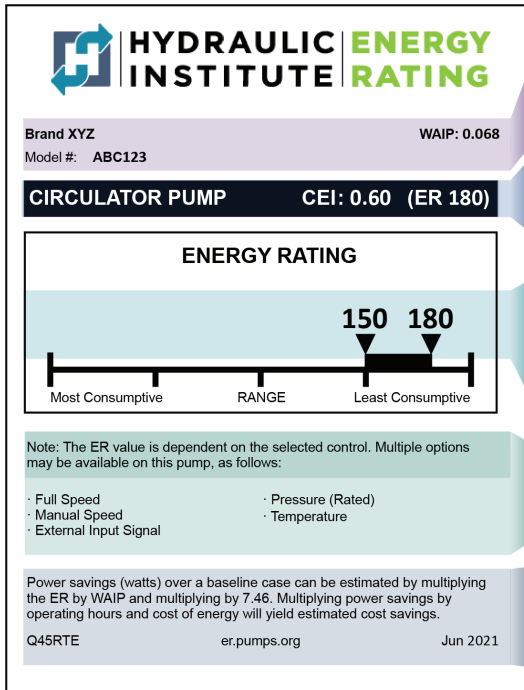 HYDRAULIC ENERGY
INSTITUTE RATING
Brand XYZ WAIP: 0.068
Model #: ABC123
CIRCULATOR PUMP CEI: 0.60 (ER 180)
ENERGY RATING
150 180
Most Consumptive RANGE Least Consumptive
Note: The ER value is dependent on the selected control. Multiple options
may be available on this pump, as follows:
· Full Speed · Pressure (Rated)
· Manual Speed · Temperature
· External Input Signal
Power savings (watts) over a baseline case can be estimated by multiplying
the ER by WAIP and multiplying by 7.46. Multiplying power savings by
operating hours and cost of energy will yield estimated cost savings.
Q45RTE er.pumps.org Jun 2021